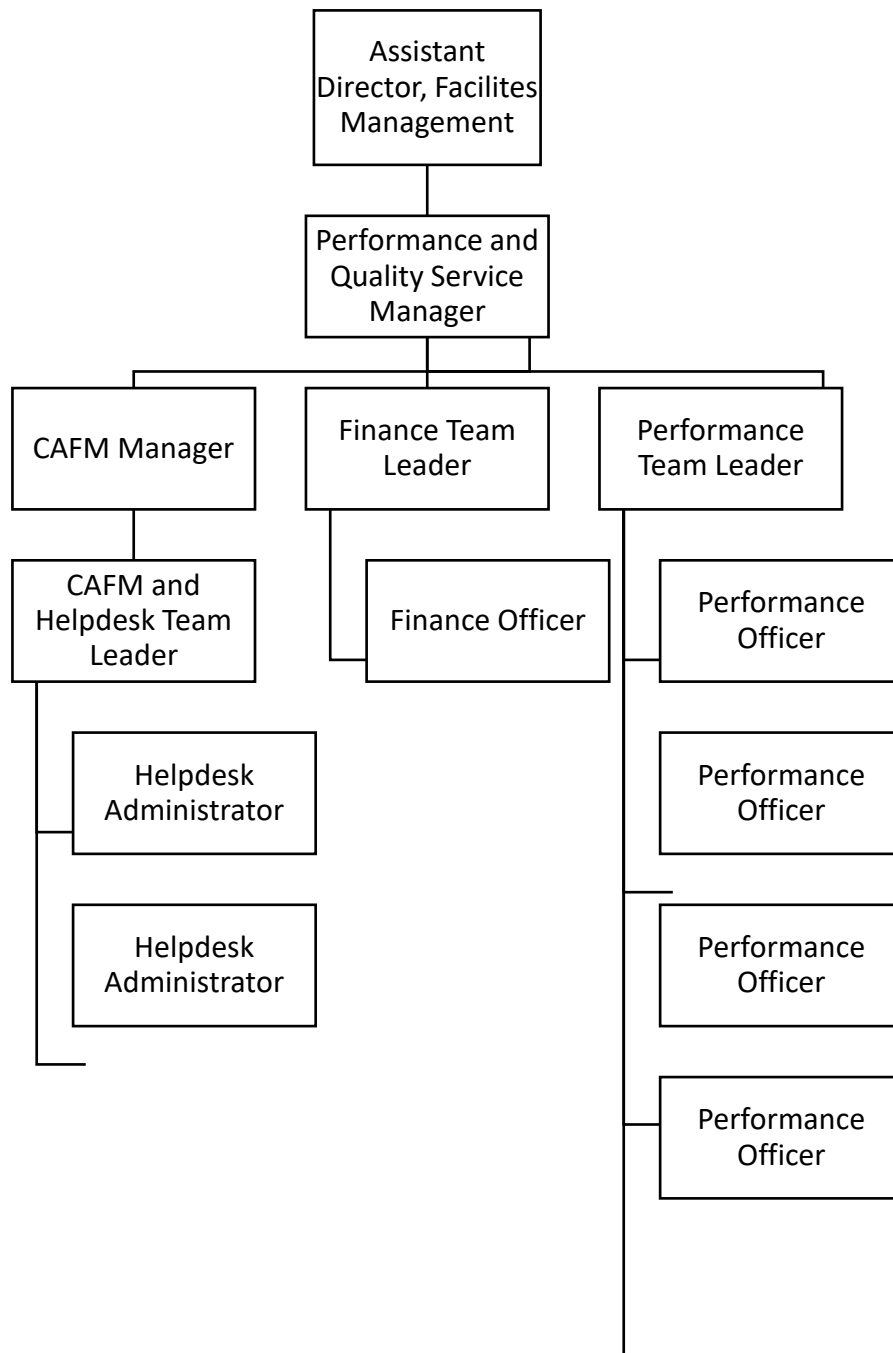 Assistant
Director, Facilites
Management
Performance and
Quality Service
Manager
CAFM Manager
Finance Team
Leader
Performance
Team Leader
CAFM and
Helpdesk Team
Leader
Finance Officer
Performance
Officer
Helpdesk
Administrator
Performance
Officer
Helpdesk
Administrator
Performance
Officer
Performance
Officer